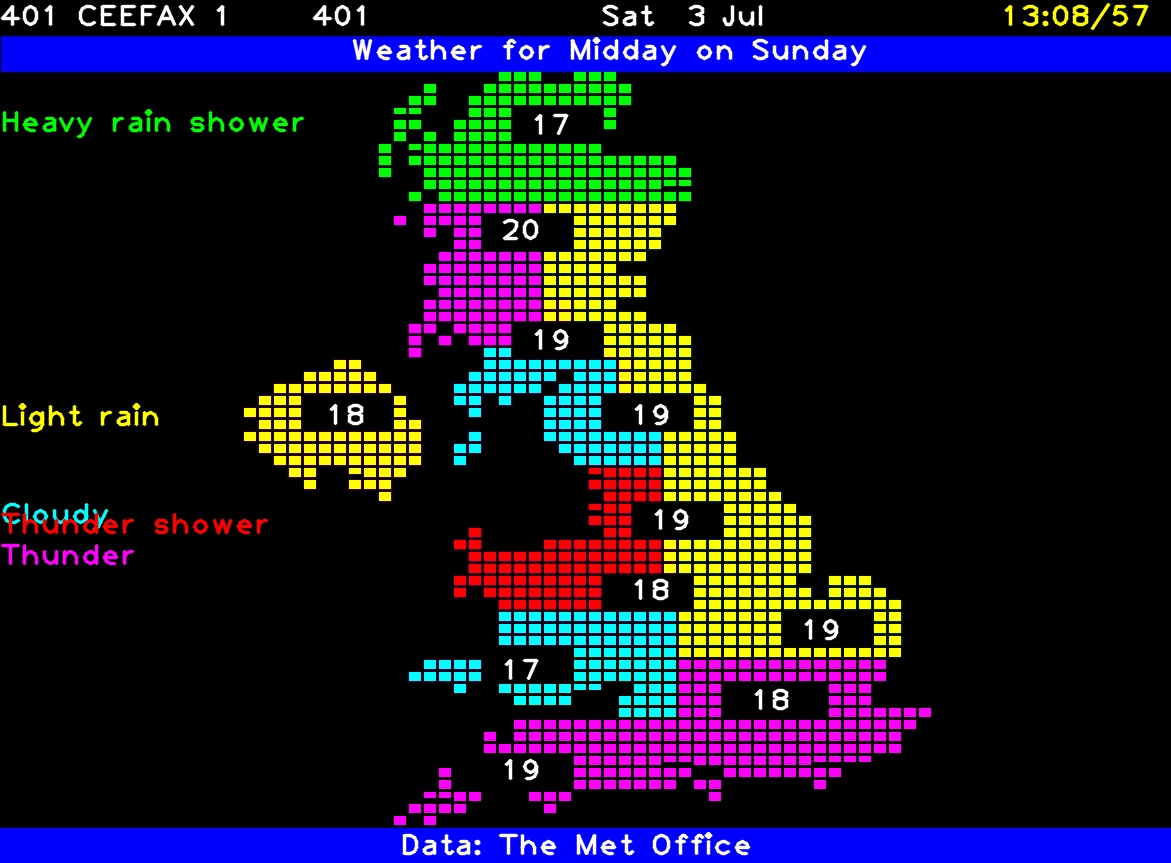 401 CEEFAX 1 401 Sat 3 Jul 13:08/57
Weather for Midday on Sunday
Heavy rain shower
17
20
19
Light rain
18
19
Cloudy
Thunder shower
19
Thunder
18
19
17
18
19
Data: The Met Office